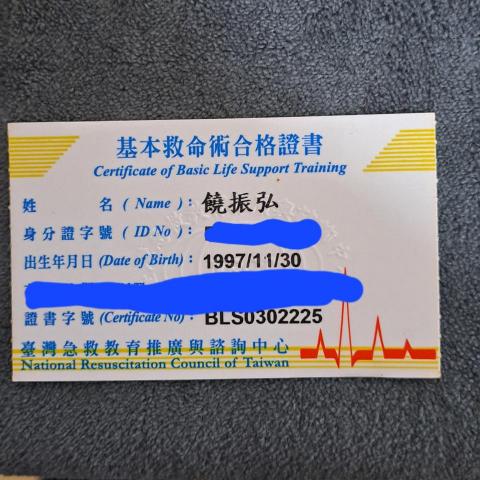 基本救命術合格證書
Certificate of Basic Life Support Training
姓 名 ( Name ) : 饒振弘
身分證字號 ( ID No ) :
出生年月日 (Date of Birth) : 1997/11/30
證書字號 (Certificate No) : BLS0302225
臺灣急救教育推廣與諮詢中心
National Resuscitation Council of Taiwan